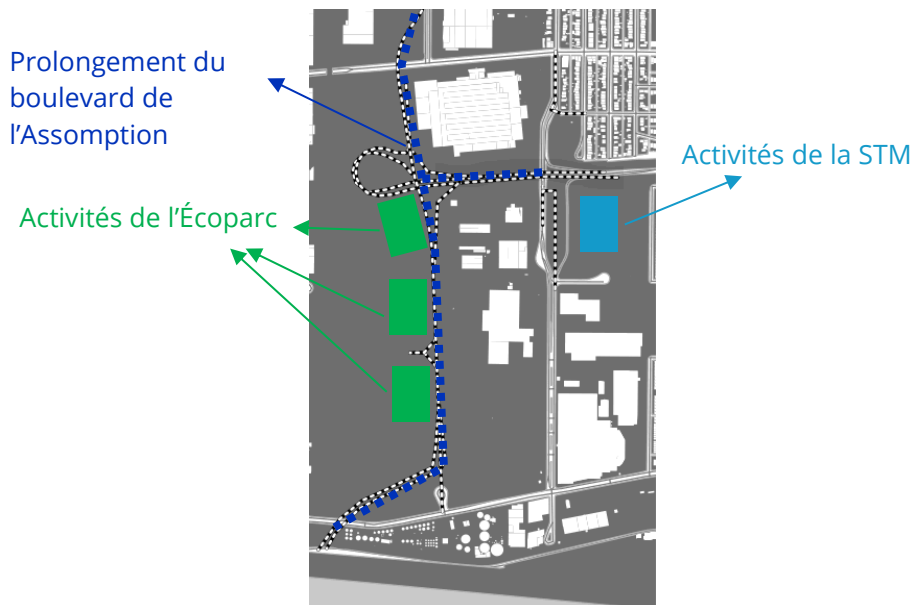 Prolongement du
boulevard de
l’Assomption
Activités de la STM
Activités de l’Écoparc